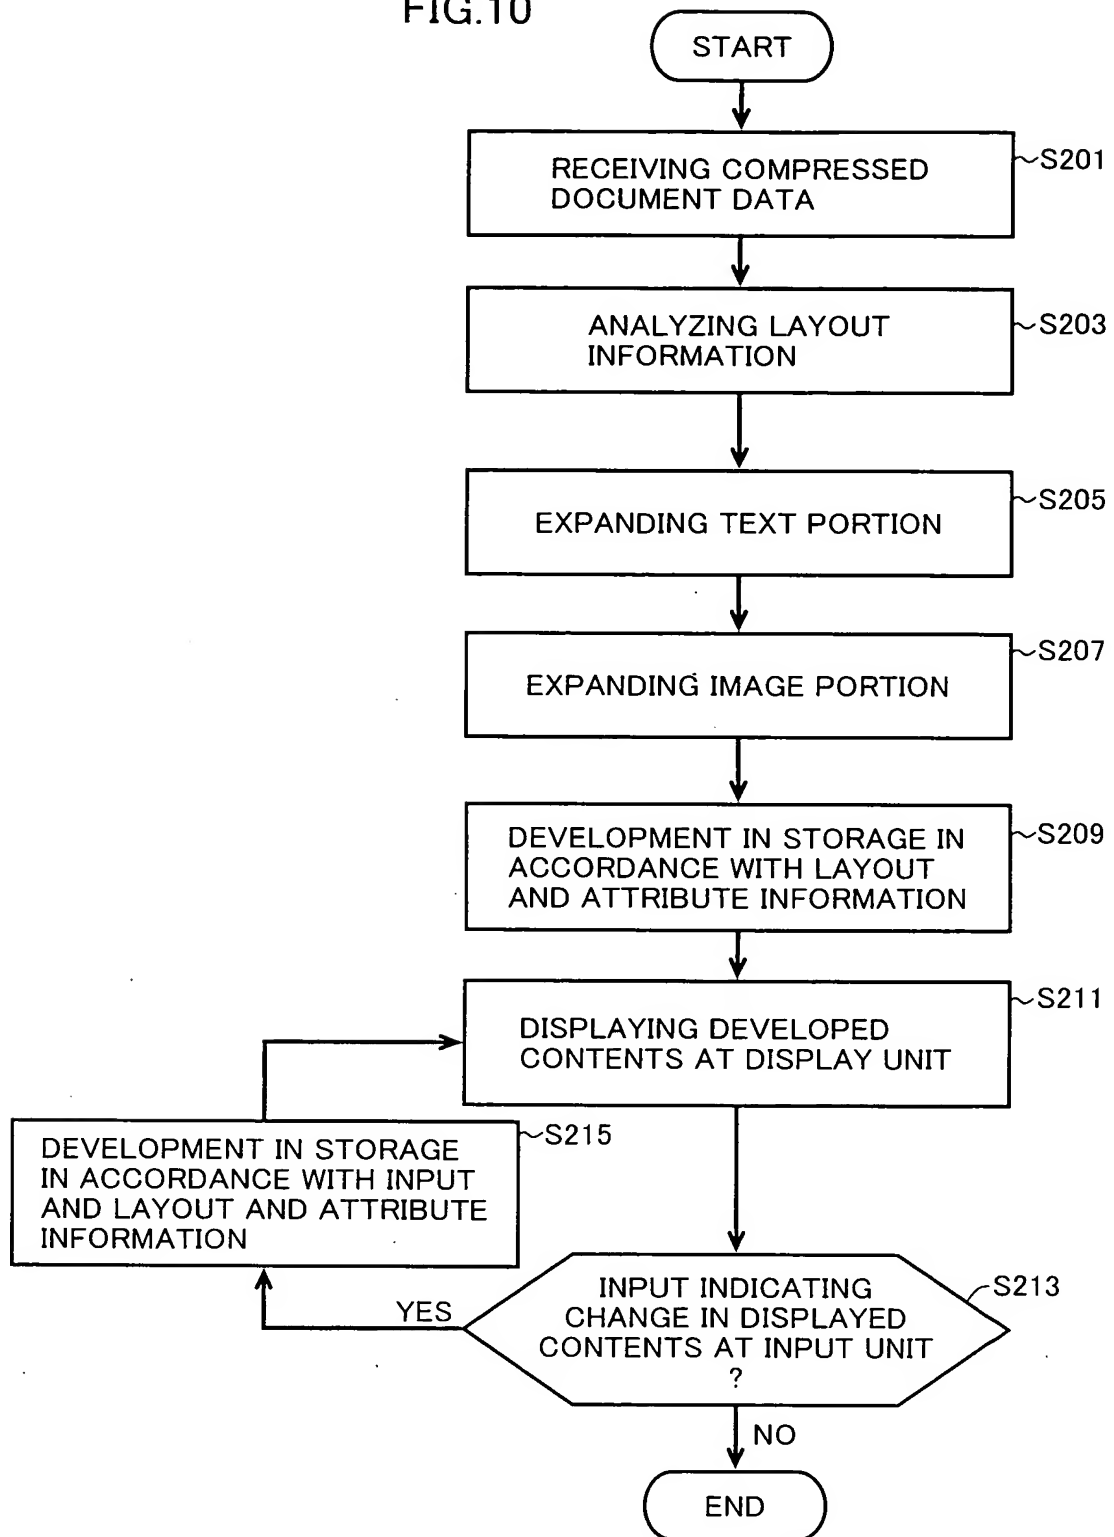 FIG.10
START
RECEIVING COMPRESSED
DOCUMENT DATA
S201
ANALYZING LAYOUT
INFORMATION
S203
EXPANDING TEXT PORTION
S205
EXPANDING IMAGE PORTION
S207
DEVELOPMENT IN STORAGE IN
ACCORDANCE WITH LAYOUT
AND ATTRIBUTE INFORMATION
S209
DISPLAYING DEVELOPED
CONTENTS AT DISPLAY UNIT
S211
DEVELOPMENT IN STORAGE
IN ACCORDANCE WITH INPUT
AND LAYOUT AND ATTRIBUTE
INFORMATION
S215
INPUT INDICATING
CHANGE IN DISPLAYED
CONTENTS AT INPUT UNIT
?
S213
YES
NO
END